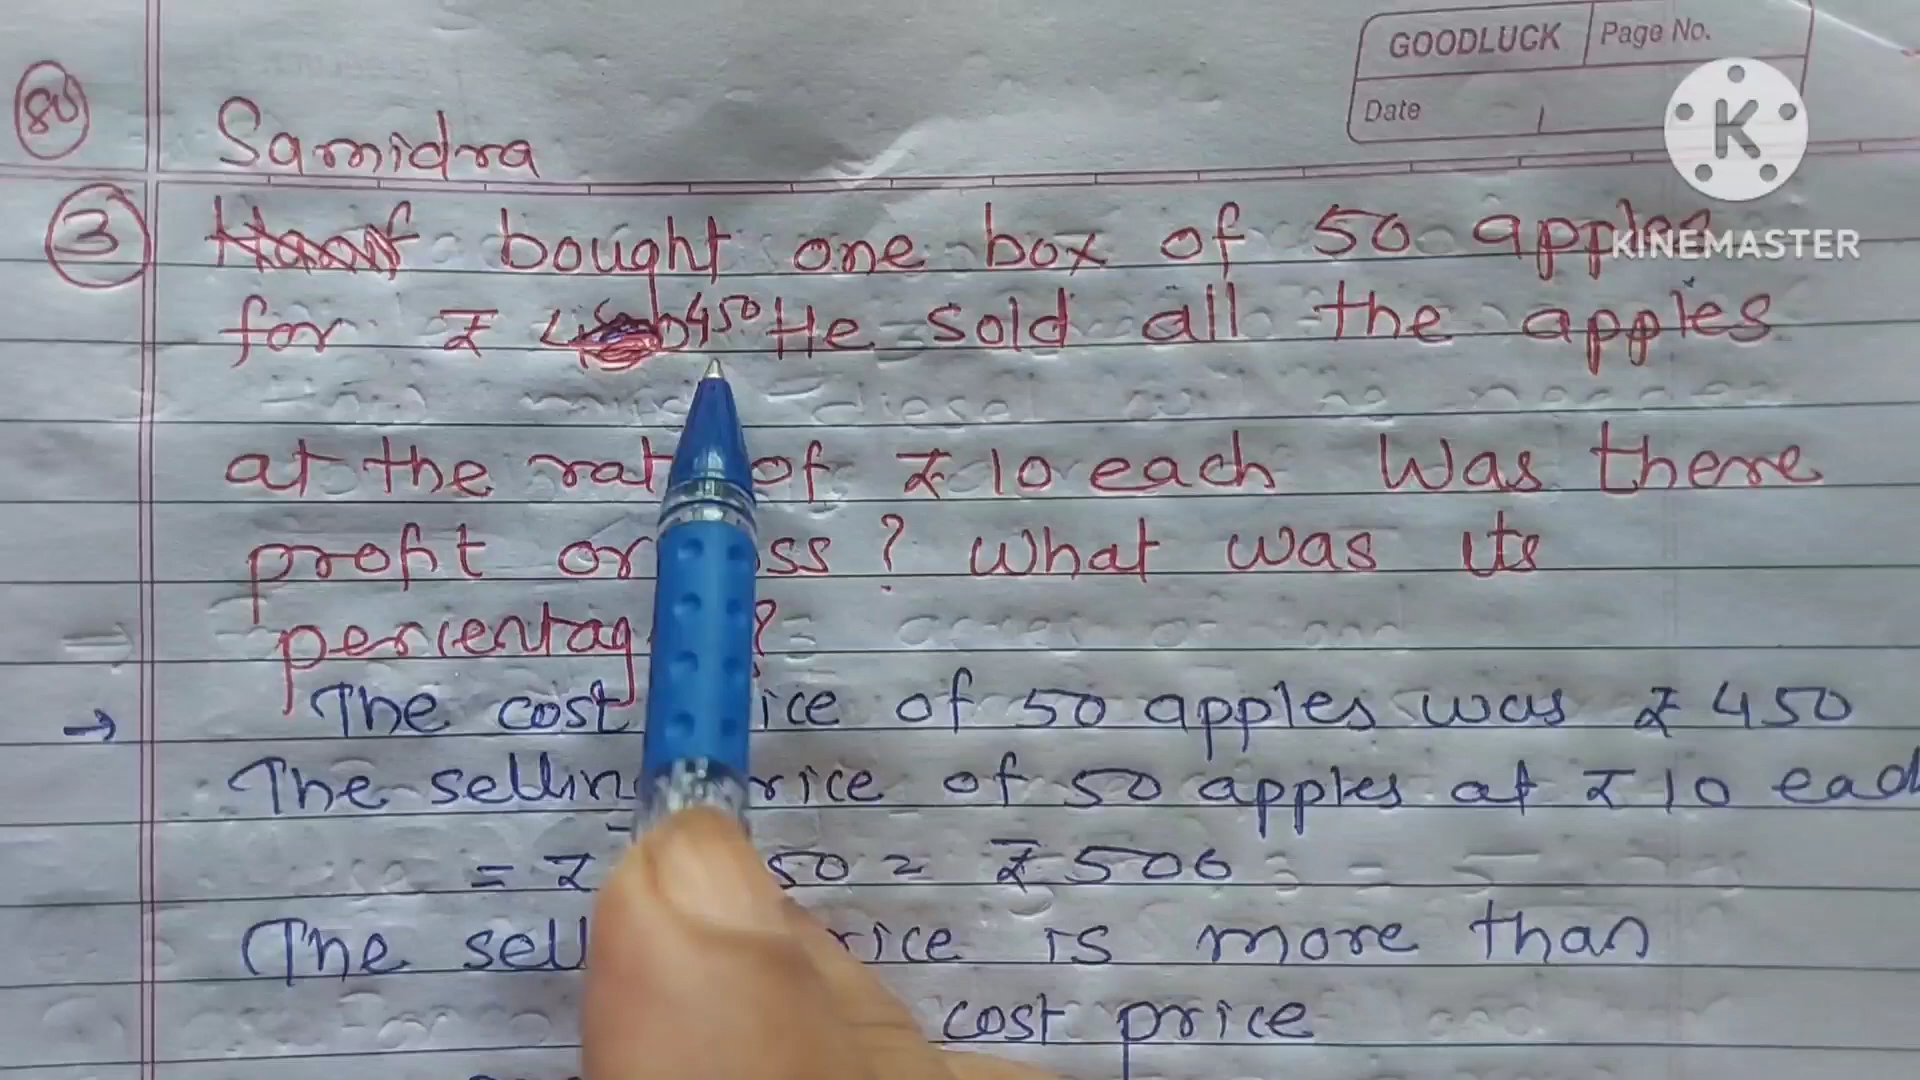 GOODLUCK Page No.
Date
Samidra
③ bought one box of 50 apples
KINEMASTER
for ₹ 450 He sold all the apples
at the rat of ₹ 10 each Was there
profit or ss ? What was its
percentag ?
→ The cost ice of 50 apples was ₹ 450
The selling rice of 50 apples at ₹ 10 each
= ₹ 50 = ₹ 500
The sell rice is more than
cost price